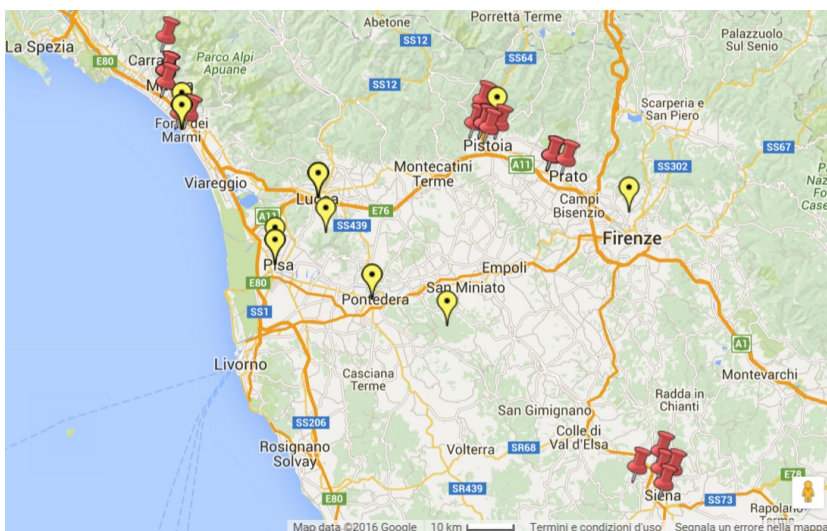 Abetone
Porretta Terme
Palazzuolo
Sul Senio
SS12
La Spezia
Carra
E80
Parco Alpi
Apuane
SS64
SS12
Scarperia e
San Piero
For
dei
Marmi
Pistoia
SS67
Montecatini
Terme
A11
Prato
SS302
Viareggio
Campi
Bisenzio
Lucca
E76
SS439
Firenze
Pisa
E80
Empoli
San Miniato
Pontedera
SS1
A1
Livorno
Casciana
Terme
Montevarchi
Radda in
Chianti
San Gimignano
Colle di
Val d'Elsa
SS206
Rosignano
Solvay
Volterra
SR68
E78
SR439
Siena
SS73
E80
Rapolano
Map data ©2016 Google
10 km
Termini e condizioni d'uso
Segnala un errore nella mappa